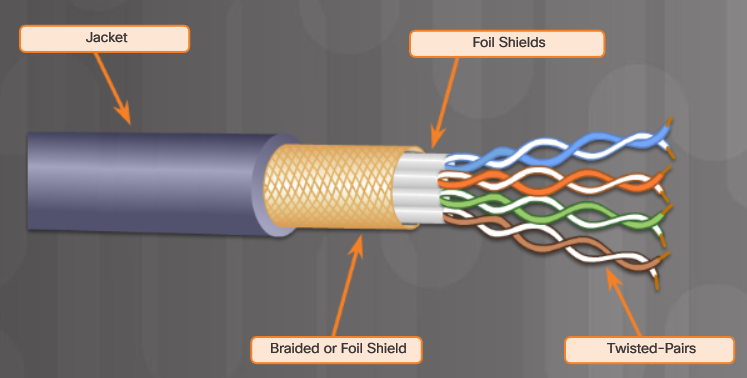 Jacket
Foil Shields
Braided or Foil Shield
Twisted-Pairs